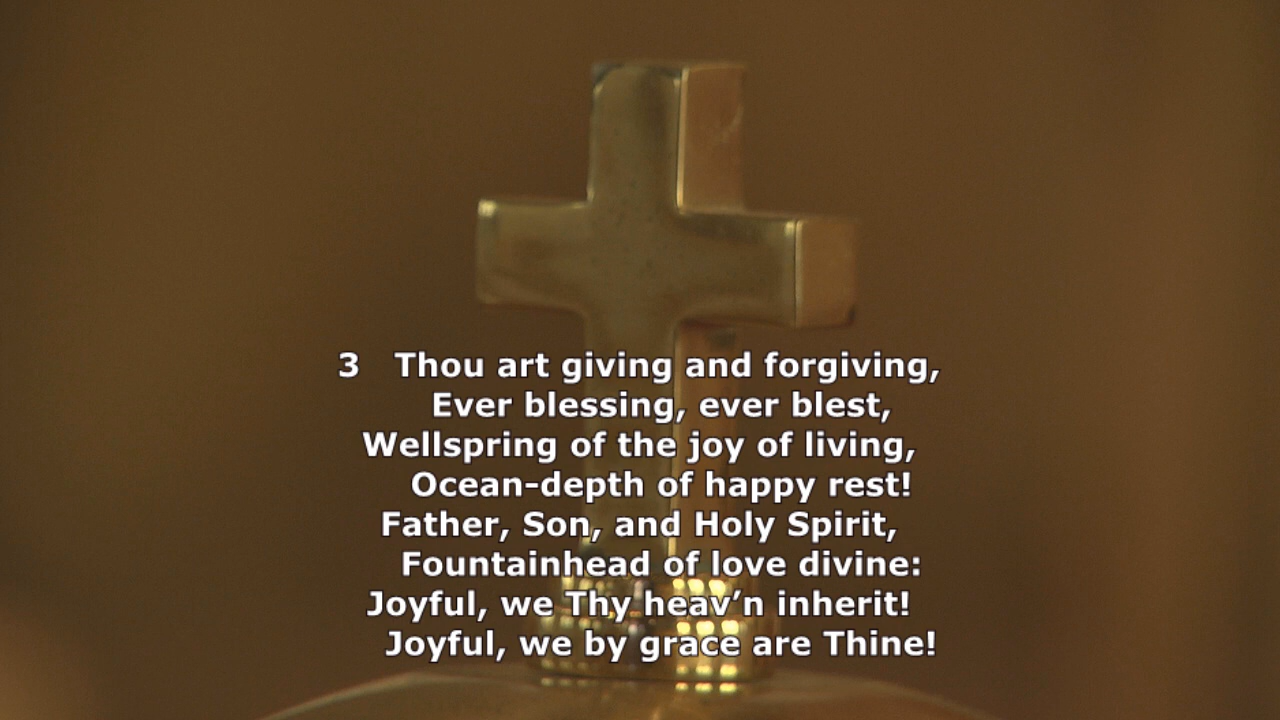 3 Thou art giving and forgiving,
Ever blessing, ever blest,
Wellspring of the joy of living,
Ocean-depth of happy rest!
Father, Son, and Holy Spirit,
Fountainhead of love divine:
Joyful, we Thy heav’n inherit!
Joyful, we by grace are Thine!